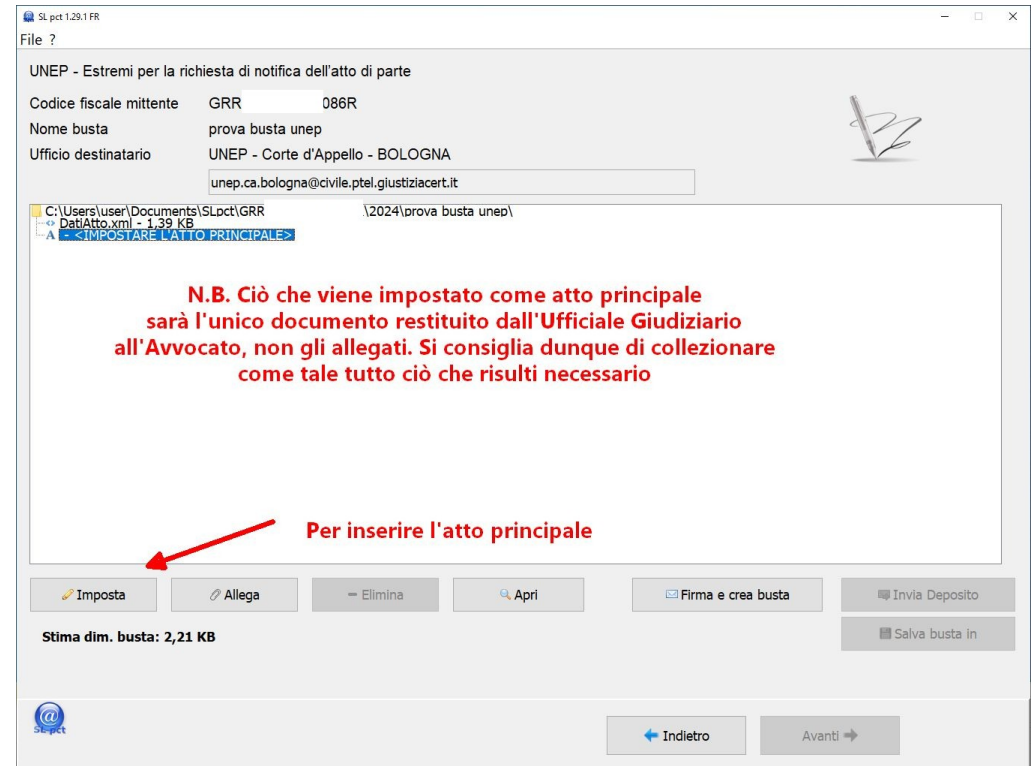 SL pct 1.29.1 FR
File ?
UNEP - Estremi per la richiesta di notifica dell'atto di parte
Codice fiscale mittente GRR 086R
Nome busta prova busta unep
Ufficio destinatario UNEP - Corte d'Appello - BOLOGNA
unep.ca.bologna@civile.ptel.giustiziacert.it
C:\Users\user\Documents\SLpct\GRR .\2024\prova busta unep\
DatiAtto.xml - 1,39 KB
A - <IMPOSTARE L'ATTO PRINCIPALE>
N.B. Ciò che viene impostato come atto principale
sarà l'unico documento restituito dall'Ufficiale Giudiziario
all'Avvocato, non gli allegati. Si consiglia dunque di collezionare
come tale tutto ciò che risulti necessario
Per inserire l'atto principale
Imposta Allega Elimina Apri Firma e crea busta Invia Deposito
Stima dim. busta: 2,21 KB Salva busta in
SL pct
Indietro Avanti